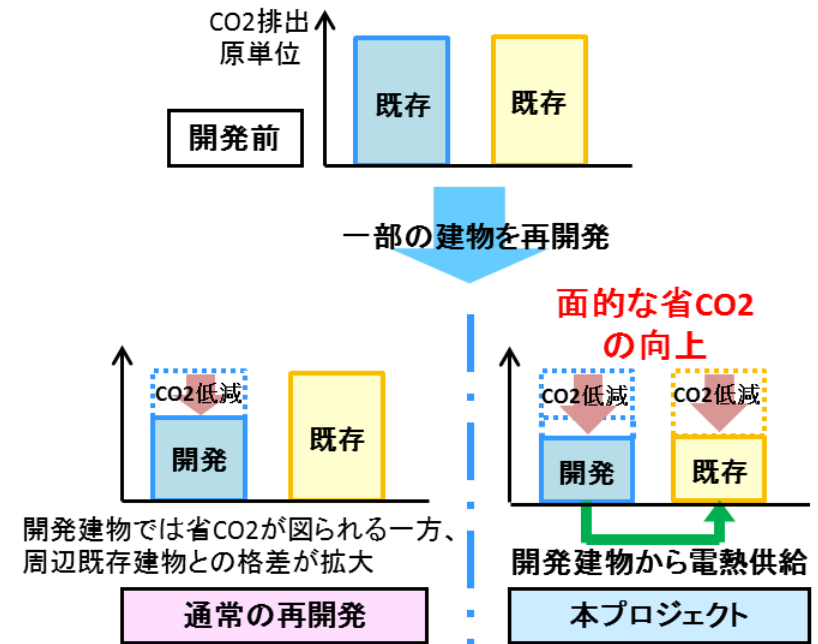 CO2排出
原単位
既存
既存
開発前
一部の建物を再開発
面的な省CO2
の向上
CO2低減
開発
既存
CO2低減
CO2低減
開発
既存
開発建物では省CO2が図られる一方、
周辺既存建物との格差が拡大
開発建物から電熱供給
通常の再開発
本プロジェクト